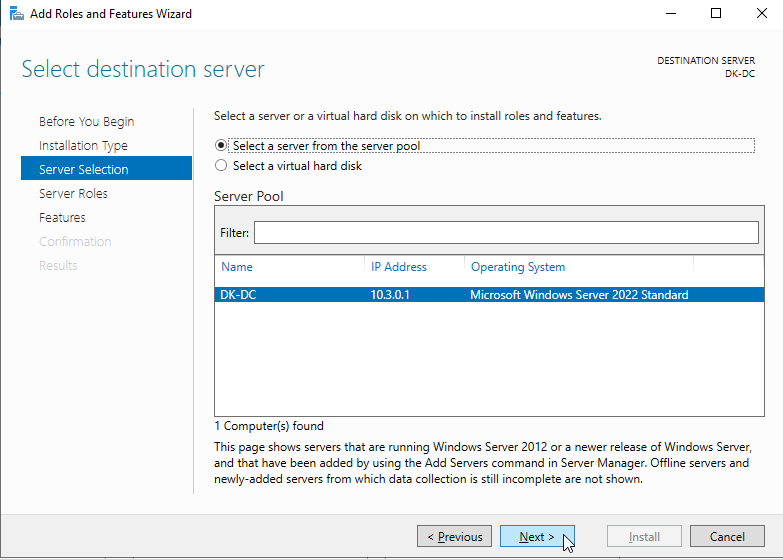 Add Roles and Features Wizard
Select destination server
DESTINATION SERVER
DK-DC
Before You Begin
Installation Type
Server Selection
Server Roles
Features
Confirmation
Results
Select a server or a virtual hard disk on which to install roles and features.
Select a server from the server pool
Select a virtual hard disk
Server Pool
Filter:
Name IP Address Operating System
DK-DC 10.3.0.1 Microsoft Windows Server 2022 Standard
1 Computer(s) found
This page shows servers that are running Windows Server 2012 or a newer release of Windows Server,
and that have been added by using the Add Servers command in Server Manager. Offline servers and
newly-added servers from which data collection is still incomplete are not shown.
< Previous Next > Install Cancel